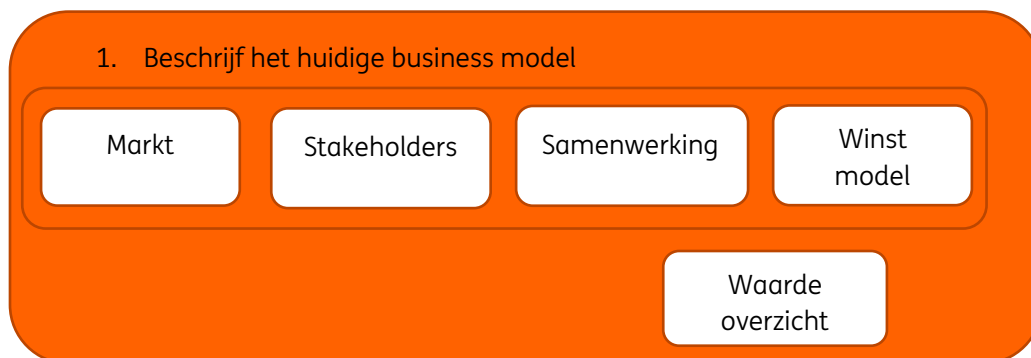 1. Beschrijf het huidige business model
Markt
Stakeholders
Samenwerking
Winst
model
Waarde
overzicht